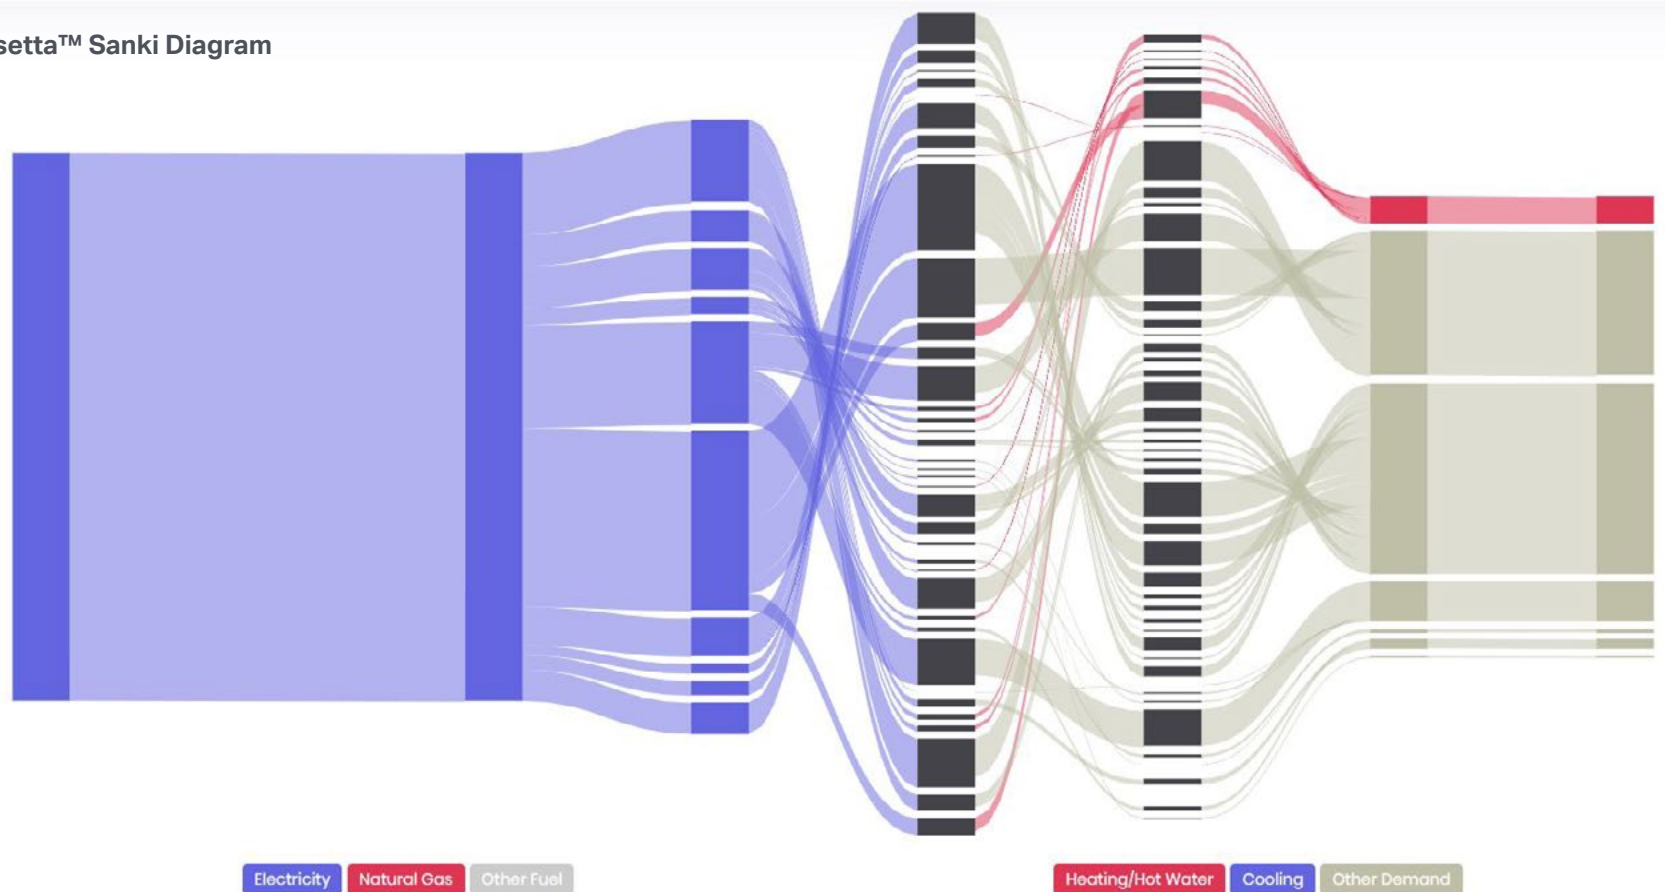 setta™ Sanki Diagram
Electricity Natural Gas Other Fuel
Heating/Hot Water Cooling Other Demand